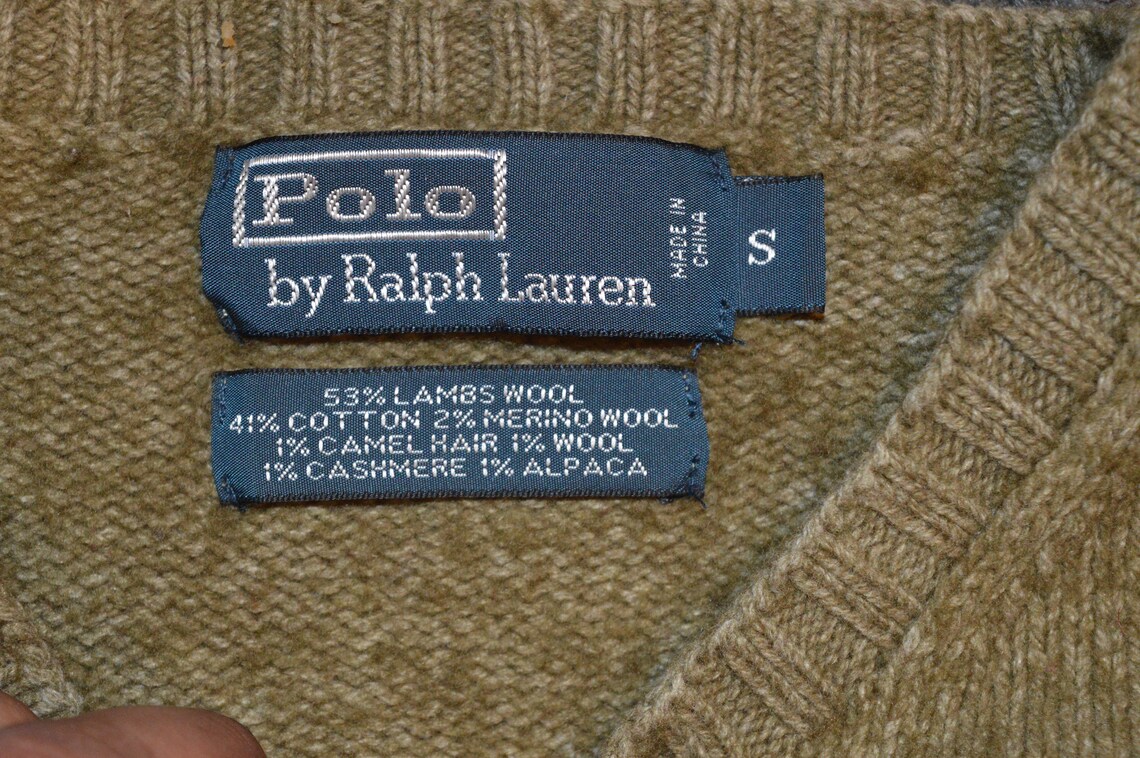 Polo
by Ralph Lauren
MADE IN
CHINA
S
53% LAMBS WOOL
41% COTTON 2% MERINO WOOL
1% CAMEL HAIR 1% WOOL
1% CASHMERE 1% ALPACA